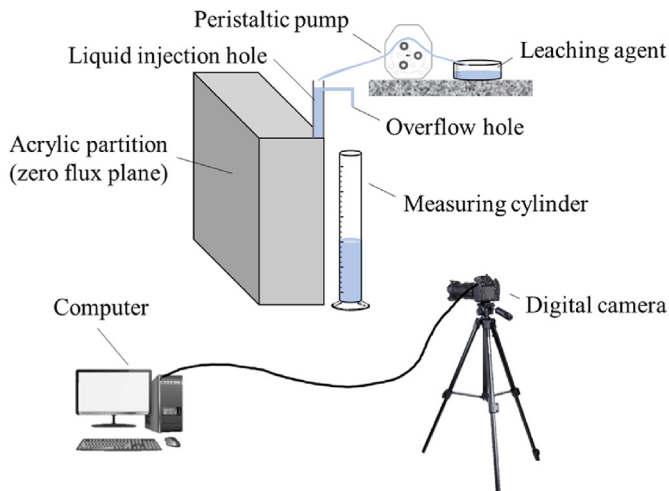 Peristaltic pump
Liquid injection hole
Leaching agent
Overflow hole
Acrylic partition
(zero flux plane)
Measuring cylinder
Computer
Digital camera